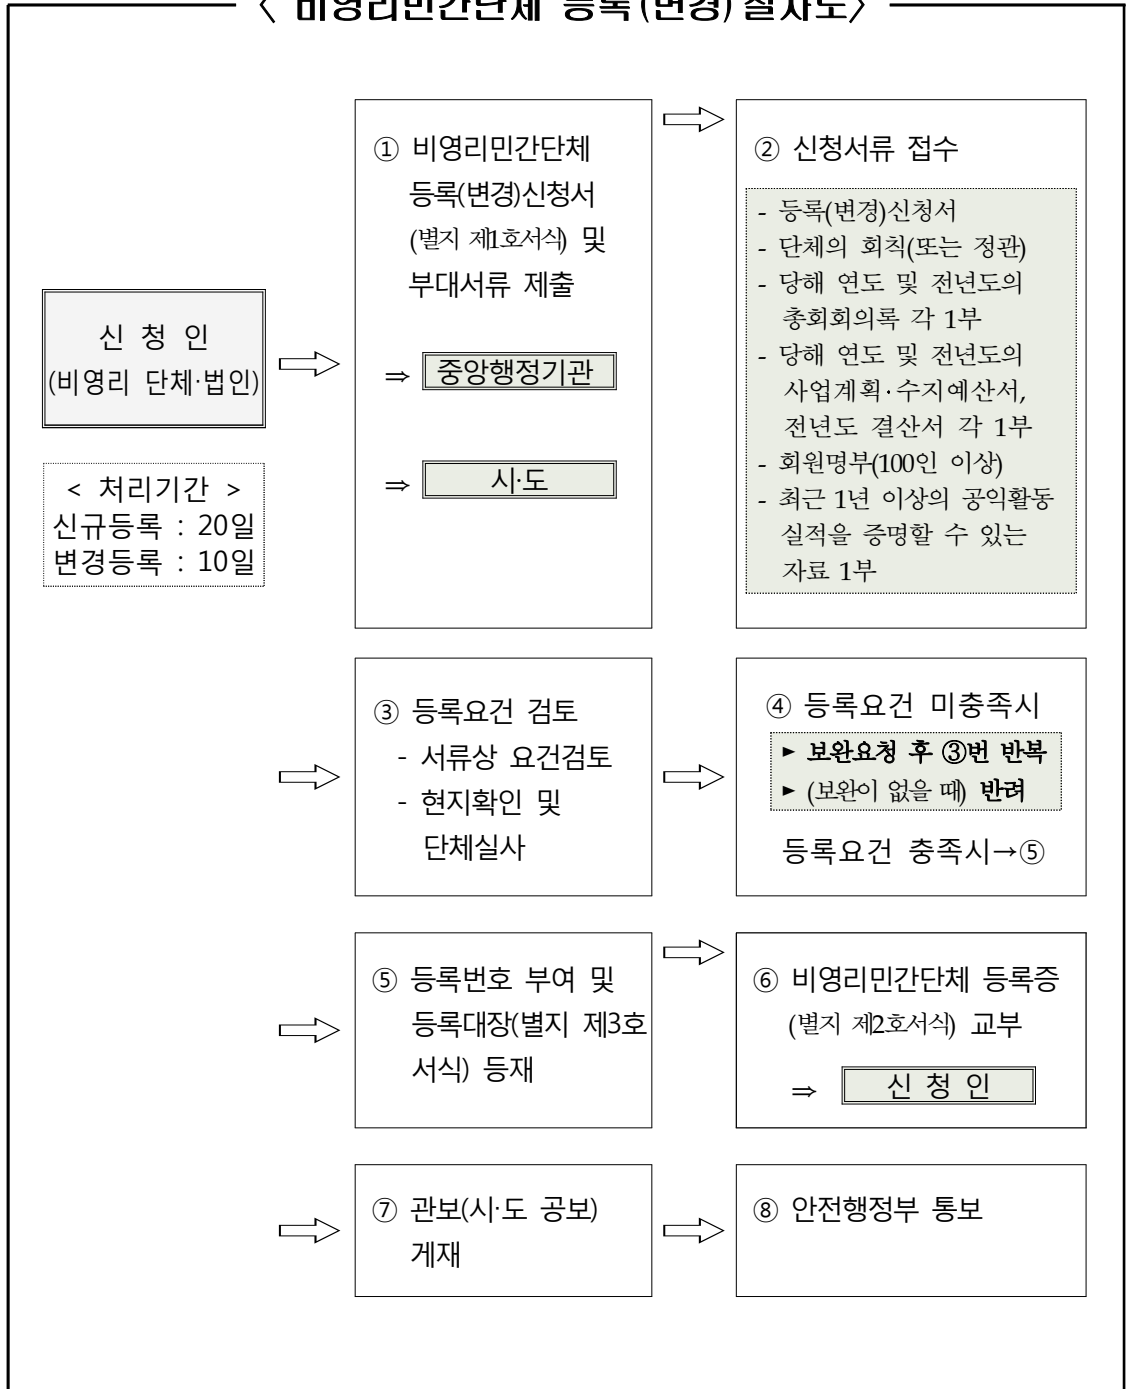 〈 비영리민간단체 등록(변경) 절차도〉
신 청 인
(비영리 단체·법인)
< 처리기간 >
신규등록 : 20일
변경등록 : 10일
① 비영리민간단체
등록(변경)신청서
(별지 제1호서식) 및
부대서류 제출
⇒ 중앙행정기관
⇒ 시·도
② 신청서류 접수
- 등록(변경)신청서
- 단체의 회칙(또는 정관)
- 당해 연도 및 전년도의
총회회의록 각 1부
- 당해 연도 및 전년도의
사업계획·수지예산서,
전년도 결산서 각 1부
- 회원명부(100인 이상)
- 최근 1년 이상의 공익활동
실적을 증명할 수 있는
자료 1부
③ 등록요건 검토
- 서류상 요건검토
- 현지확인 및
단체실사
④ 등록요건 미충족시
► 보완요청 후 ③번 반복
► (보완이 없을 때) 반려
등록요건 충족시→⑤
⑤ 등록번호 부여 및
등록대장(별지 제3호
서식) 등재
⑥ 비영리민간단체 등록증
(별지 제2호서식) 교부
⇒ 신 청 인
⑦ 관보(시·도 공보)
게재
⑧ 안전행정부 통보